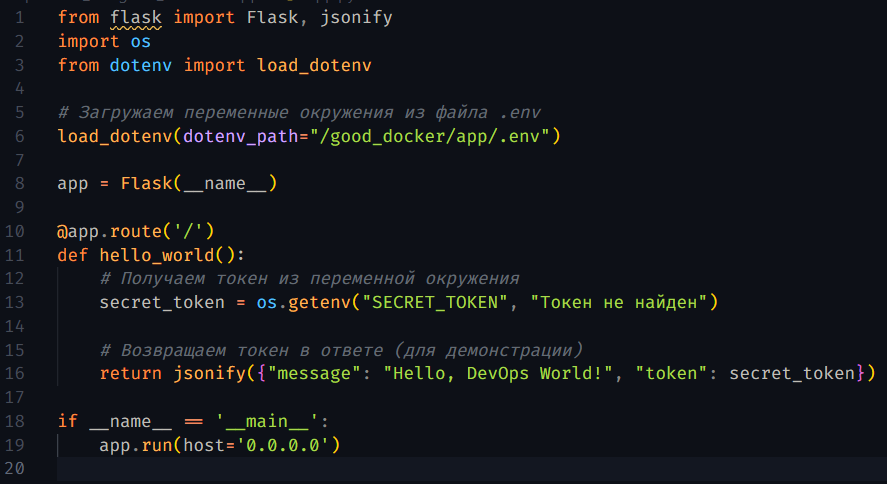 1 from flask import Flask, jsonify
2 import os
3 from dotenv import load_dotenv
4
5 # Загружаем переменные окружения из файла .env
6 load_dotenv(dotenv_path="/good_docker/app/.env")
7
8 app = Flask(__name__)
9
10 @app.route('/')
11 def hello_world():
12 # Получаем токен из переменной окружения
13 secret_token = os.getenv("SECRET_TOKEN", "Токен не найден")
14
15 # Возвращаем токен в ответе (для демонстрации)
16 return jsonify({"message": "Hello, DevOps World!", "token": secret_token})
17
18 if __name__ == '__main__':
19 app.run(host='0.0.0.0')
20